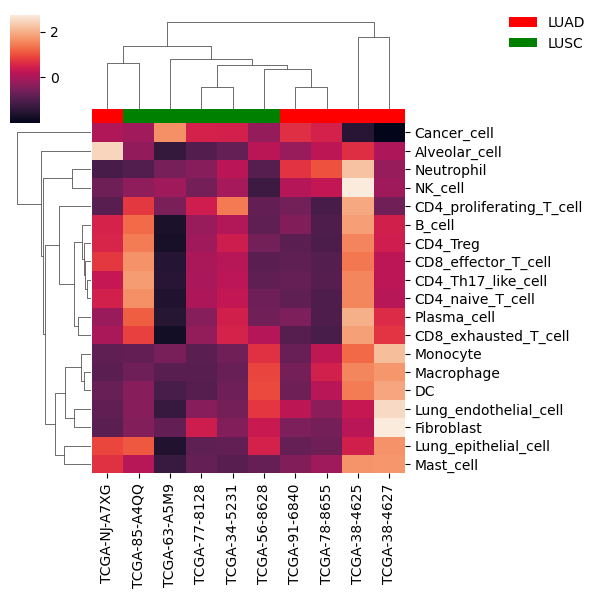 2
0
LUAD
LUSC
Cancer_cell
Alveolar_cell
Neutrophil
NK_cell
CD4_proliferating_T_cell
B_cell
CD4_Treg
CD8_effector_T_cell
CD4_Th17_like_cell
CD4_naive_T_cell
Plasma_cell
CD8_exhausted_T_cell
Monocyte
Macrophage
DC
Lung_endothelial_cell
Fibroblast
Lung_epithelial_cell
Mast_cell
TCGA-NJ-A7XG
TCGA-85-A4QQ
TCGA-63-A5M9
TCGA-77-8128
TCGA-34-5231
TCGA-56-8628
TCGA-91-6840
TCGA-78-8655
TCGA-38-4625
TCGA-38-4627